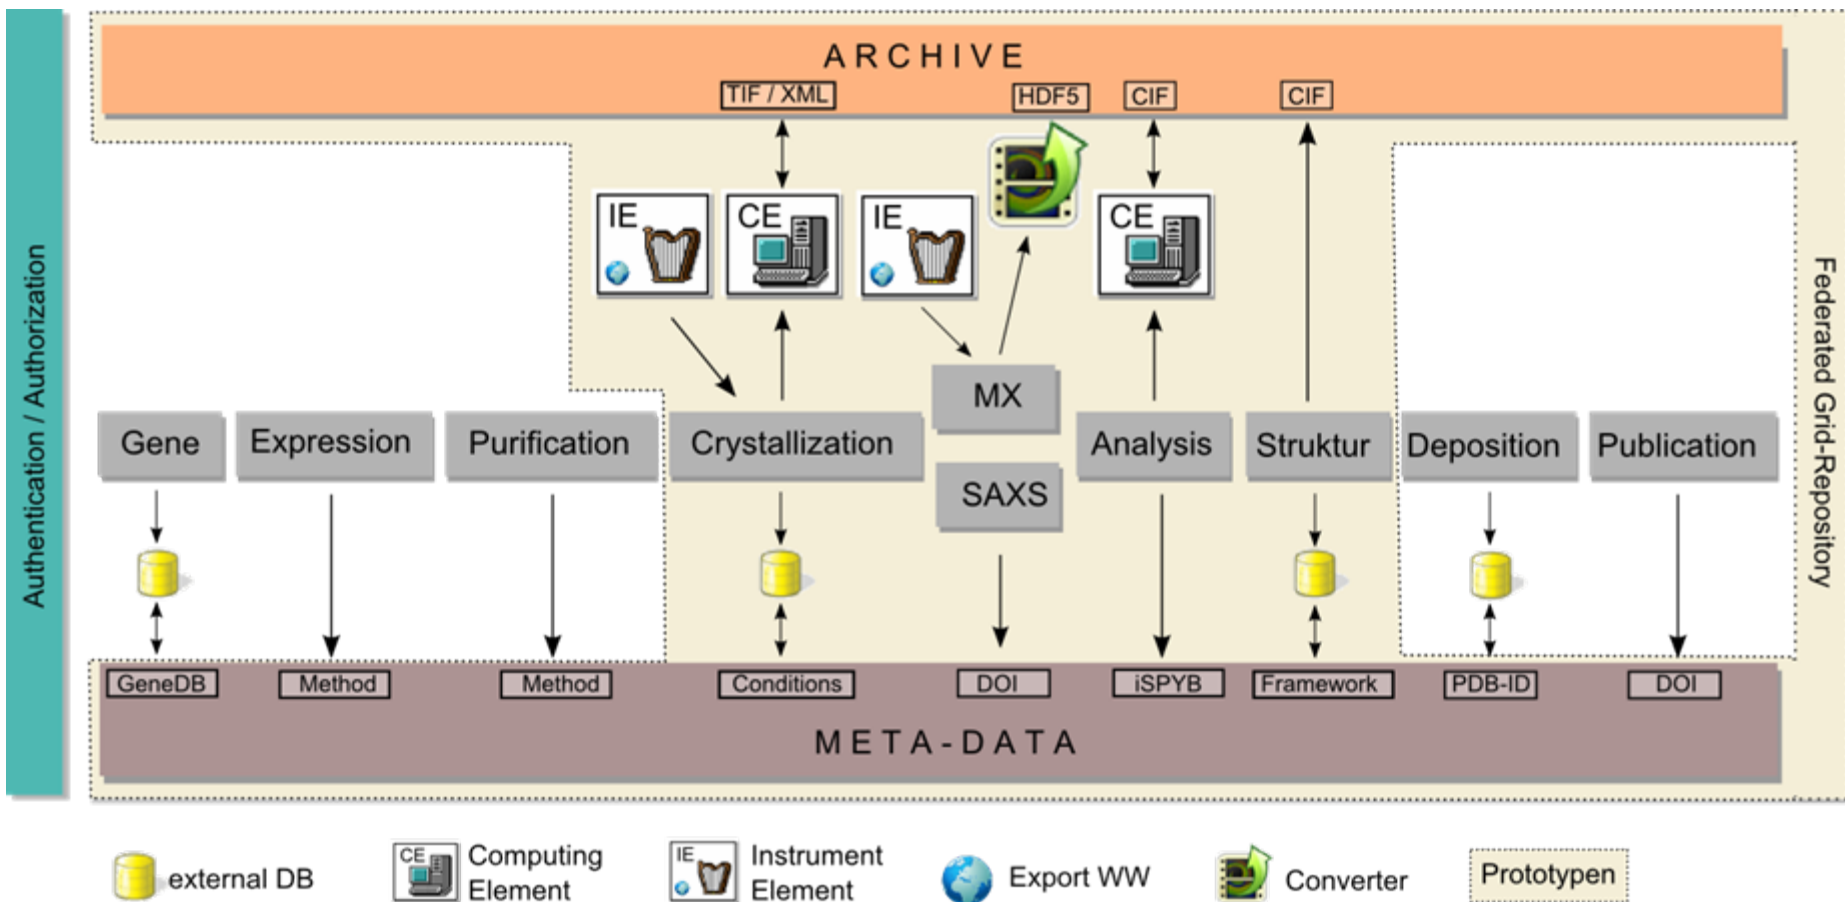 ARCHIVE
TIF / XML
HDF5
CIF
CIF
IE
CE
IE
CE
Authentication / Authorization
Federated Grid-Repository
MX
Gene
Expression
Purification
Crystallization
Analysis
Struktur
Deposition
Publication
SAXS
GeneDB
Method
Method
Conditions
DOI
iSPYB
Framework
PDB-ID
DOI
META-DATA
external DB
CE
Computing
Element
IE
Instrument
Element
Export WW
Converter
Prototypen